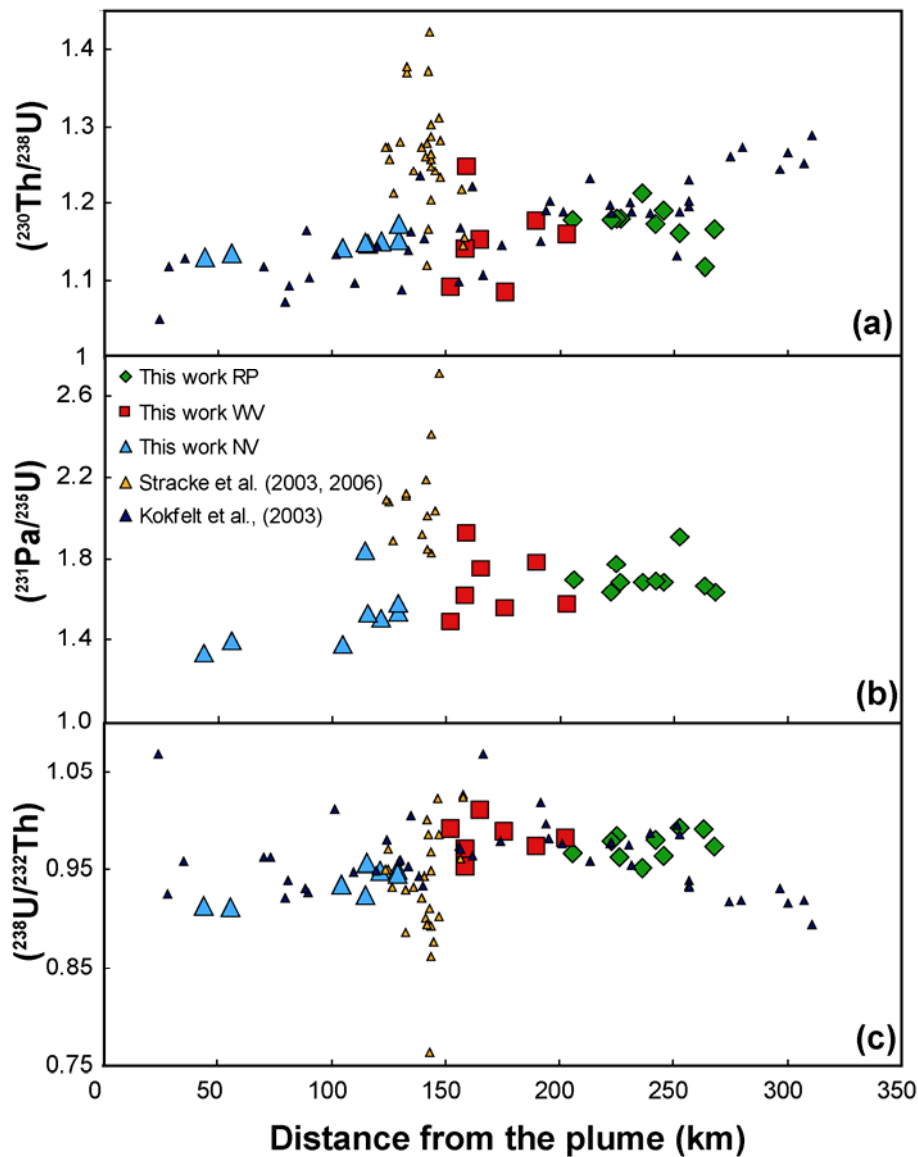 1.4
1.3
1.2
1.1
1
(²³⁰Th/²³⁸U)
(a)
This work RP
This work WV
This work NV
Stracke et al. (2003, 2006)
Kokfelt et al., (2003)
2.6
2.2
1.8
1.4
1.0
(²³¹Pa/²³⁵U)
(b)
1.05
0.95
0.85
0.75
(²³⁸U/²³²Th)
(c)
0 50 100 150 200 250 300 350
Distance from the plume (km)